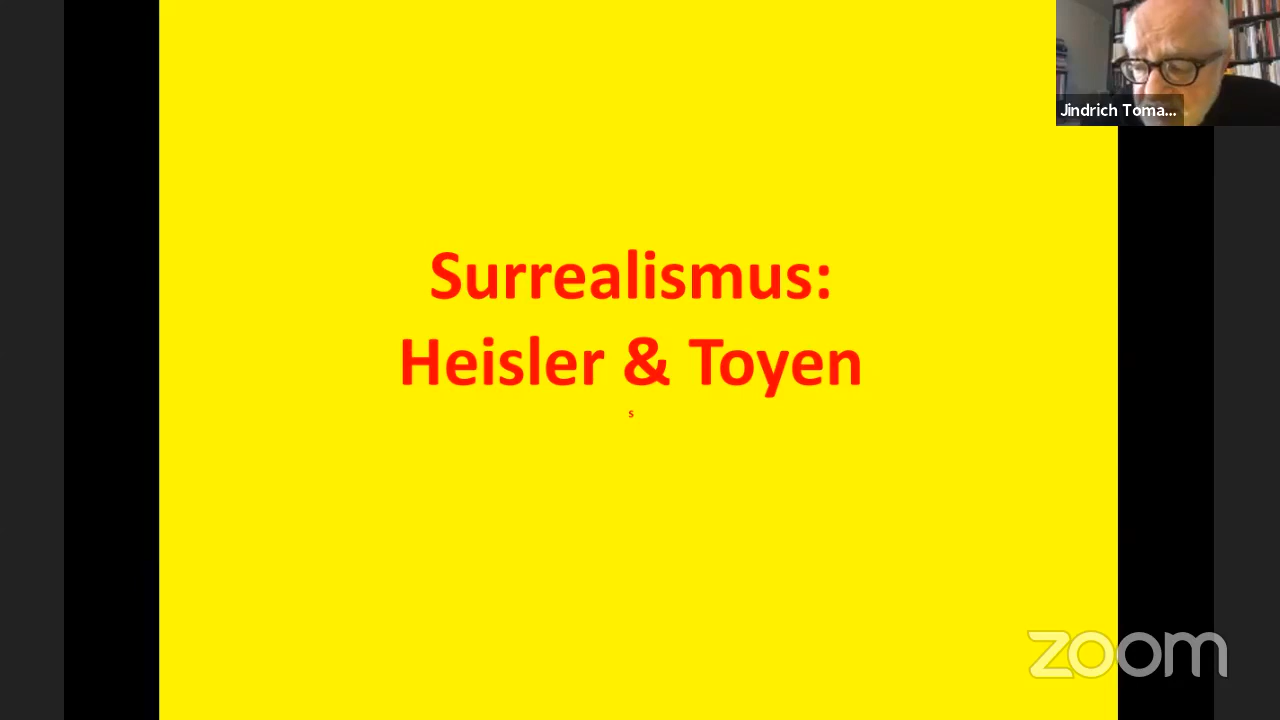 Jindrich Toma...
Surrealismus:
Heisler & Toyen
s
zoom